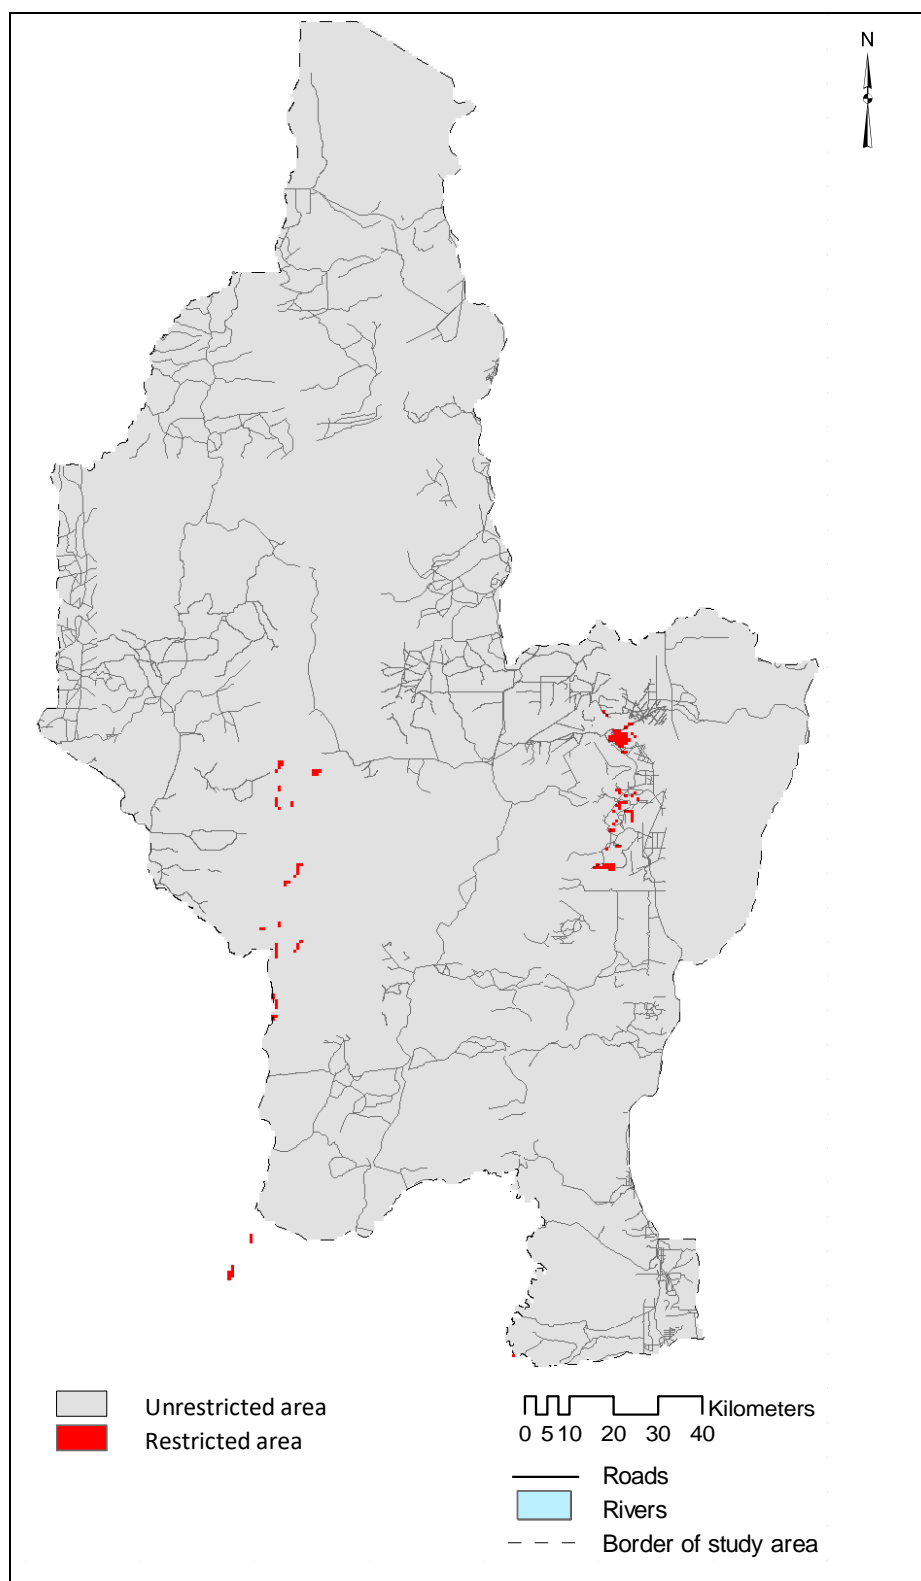 N
Unrestricted area
Restricted area
Kilometers
0 5 10 20 30 40
Roads
Rivers
Border of study area